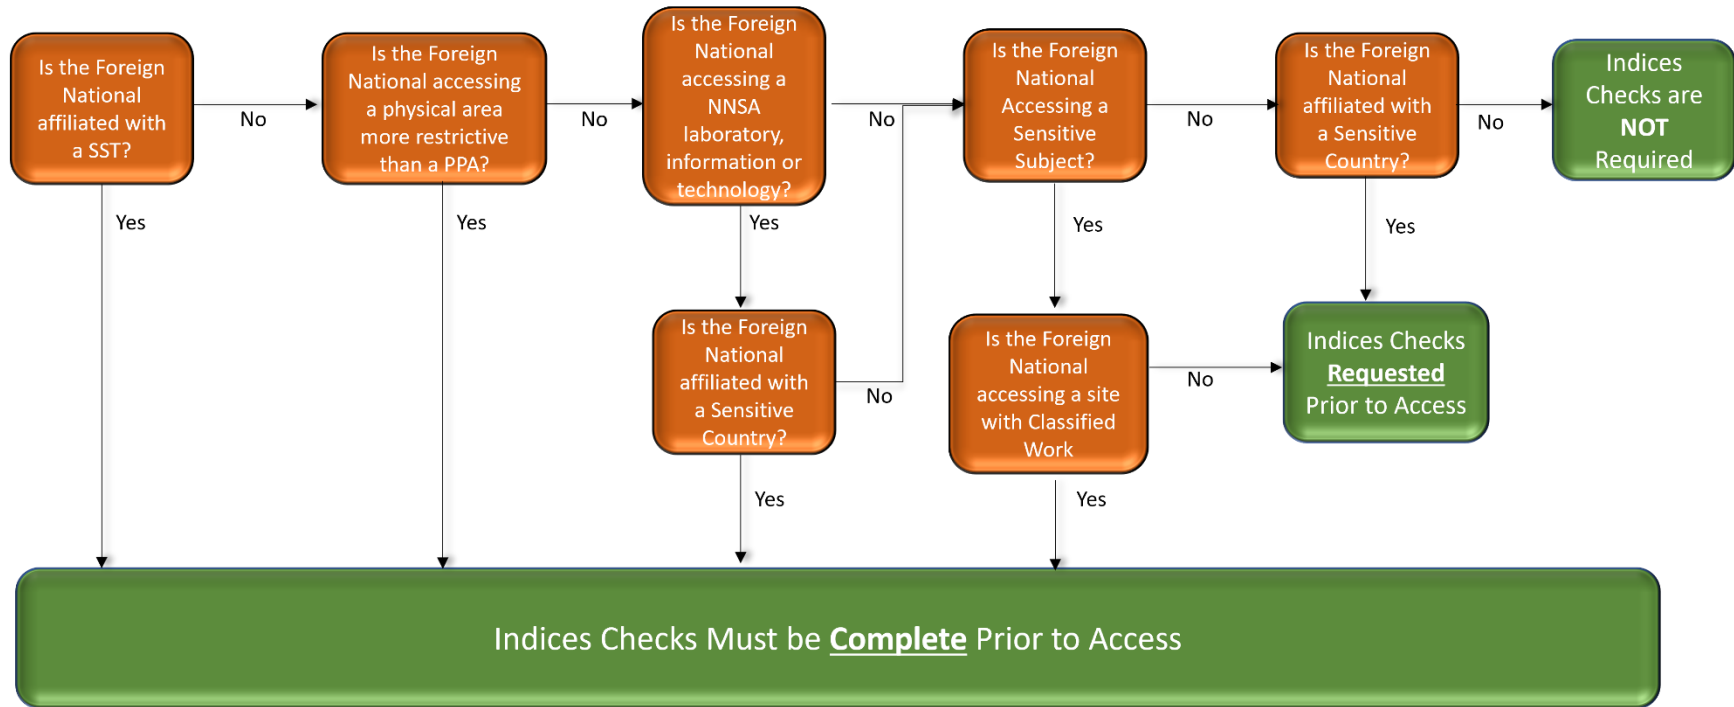 Is the Foreign
National
affiliated with
a SST?
No
Yes
Is the Foreign
National accessing
a physical area
more restrictive
than a PPA?
No
Yes
Is the Foreign
National
accessing a
NNSA
laboratory,
information or
technology?
No
Yes
Is the Foreign
National
affiliated with
a Sensitive
Country?
No
Yes
Is the Foreign
National
Accessing a
Sensitive
Subject?
No
Yes
Is the Foreign
National
accessing a site
with Classified
Work
No
Yes
Is the Foreign
National
affiliated with
a Sensitive
Country?
No
Yes
Indices
Checks are
NOT
Required
Indices Checks
Requested
Prior to Access
Indices Checks Must be Complete Prior to Access